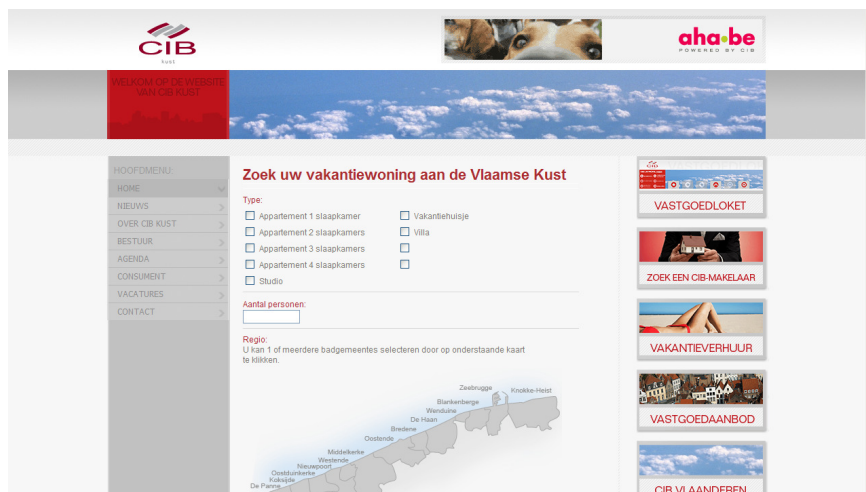 CIB
kust
aha.be
POWERED BY CIB
WELKOM OP DE WEBSITE
VAN CIB KUST
HOOFDMENU:
HOME
NIEUWS
OVER CIB KUST
BESTUUR
AGENDA
CONSUMENT
VACATURES
CONTACT
Zoek uw vakantiewoning aan de Vlaamse Kust
Type:
Appartement 1 slaapkamer
Vakantiehuisje
Appartement 2 slaapkamers
Villa
Appartement 3 slaapkamers
Appartement 4 slaapkamers
Studio
Aantal personen:
Regio:
U kan 1 of meerdere badgemeentes selecteren door op onderstaande kaart
te klikken.
Zeebrugge
Knokke-Heist
Blankenberge
Wenduine
De Haan
Bredene
Oostende
Middelkerke
Westende
Nieuwpoort
Oostduinkerke
Koksijde
De Panne
VASTGOEDLOKET
ZOEK EEN CIB-MAKELAAR
VAKANTIEVERHUUR
VASTGOEDAANBOD
CIB VLAANDEREN